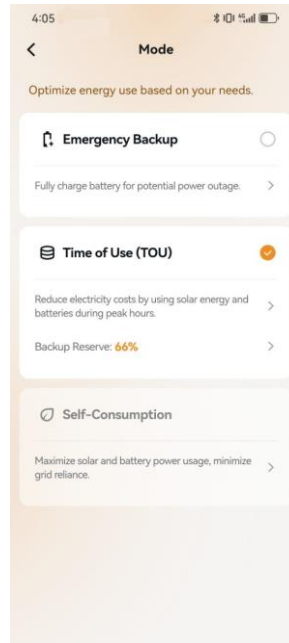 4:05
Mode
Optimize energy use based on your needs.
Emergency Backup
Fully charge battery for potential power outage.
Time of Use (TOU)
Reduce electricity costs by using solar energy and
batteries during peak hours.
Backup Reserve: 66%
Self-Consumption
Maximize solar and battery power usage, minimize
grid reliance.